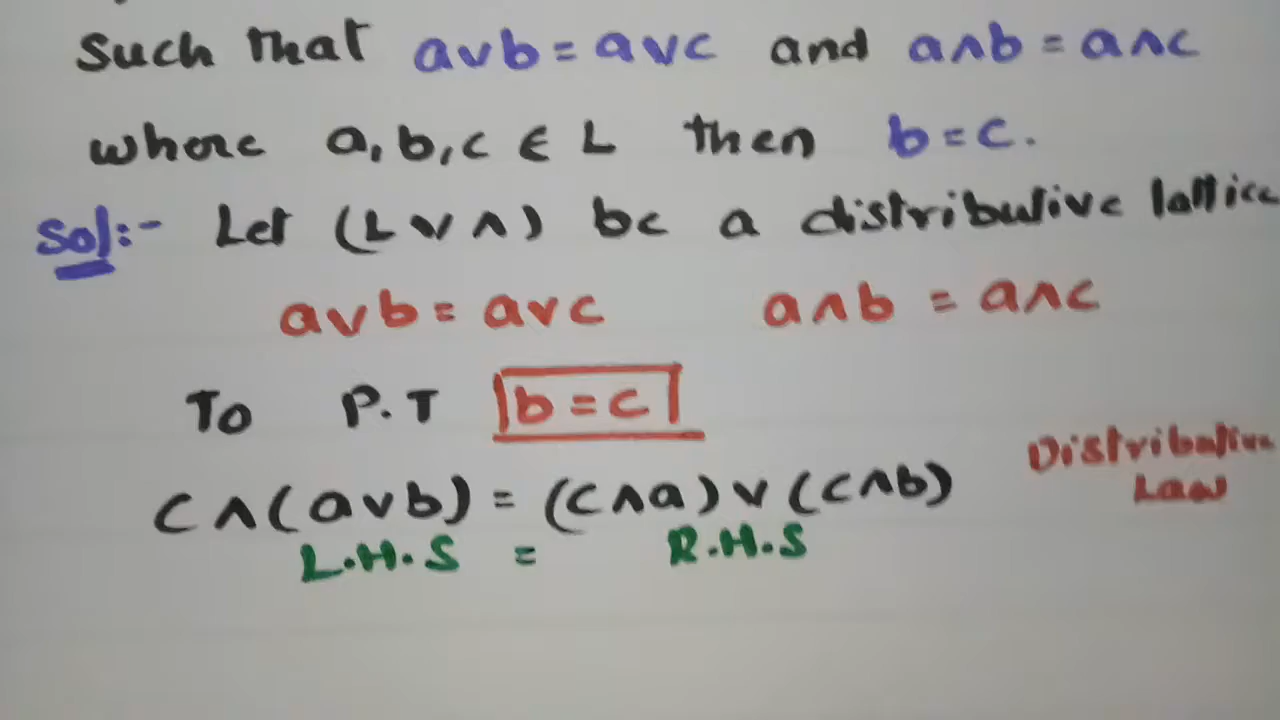 Such that a∨b = a∨c and a∧b = a∧c
where a, b, c ∈ L then b = c.
Sol:- Let (L ∨ ∧) be a distributive lattice
a∨b = a∨c a∧b = a∧c
To P.T b = c
C ∧ (a∨b) = (C∧a) ∨ (C∧b) Distributive Law
L.H.S = R.H.S